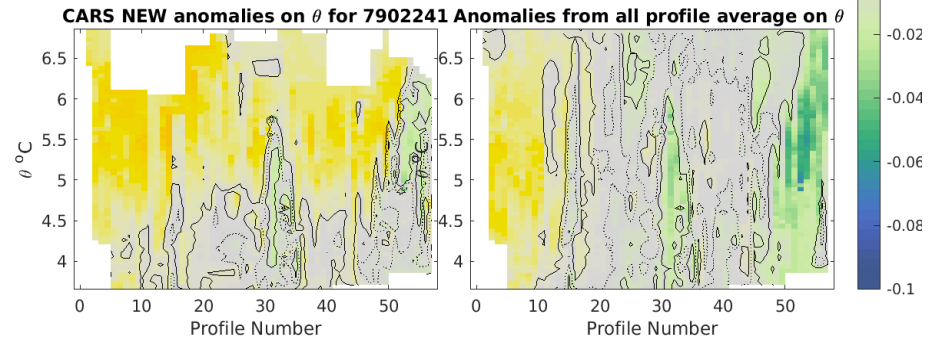 CARS NEW anomalies on θ for 7902241
Anomalies from all profile average on θ
6.5
6
5.5
5
4.5
4
θ °C
0 10 20 30 40 50
Profile Number
6.5
6
5.5
5
4.5
4
θ °C
0 10 20 30 40 50
Profile Number
-0.02
-0.04
-0.06
-0.08
-0.1